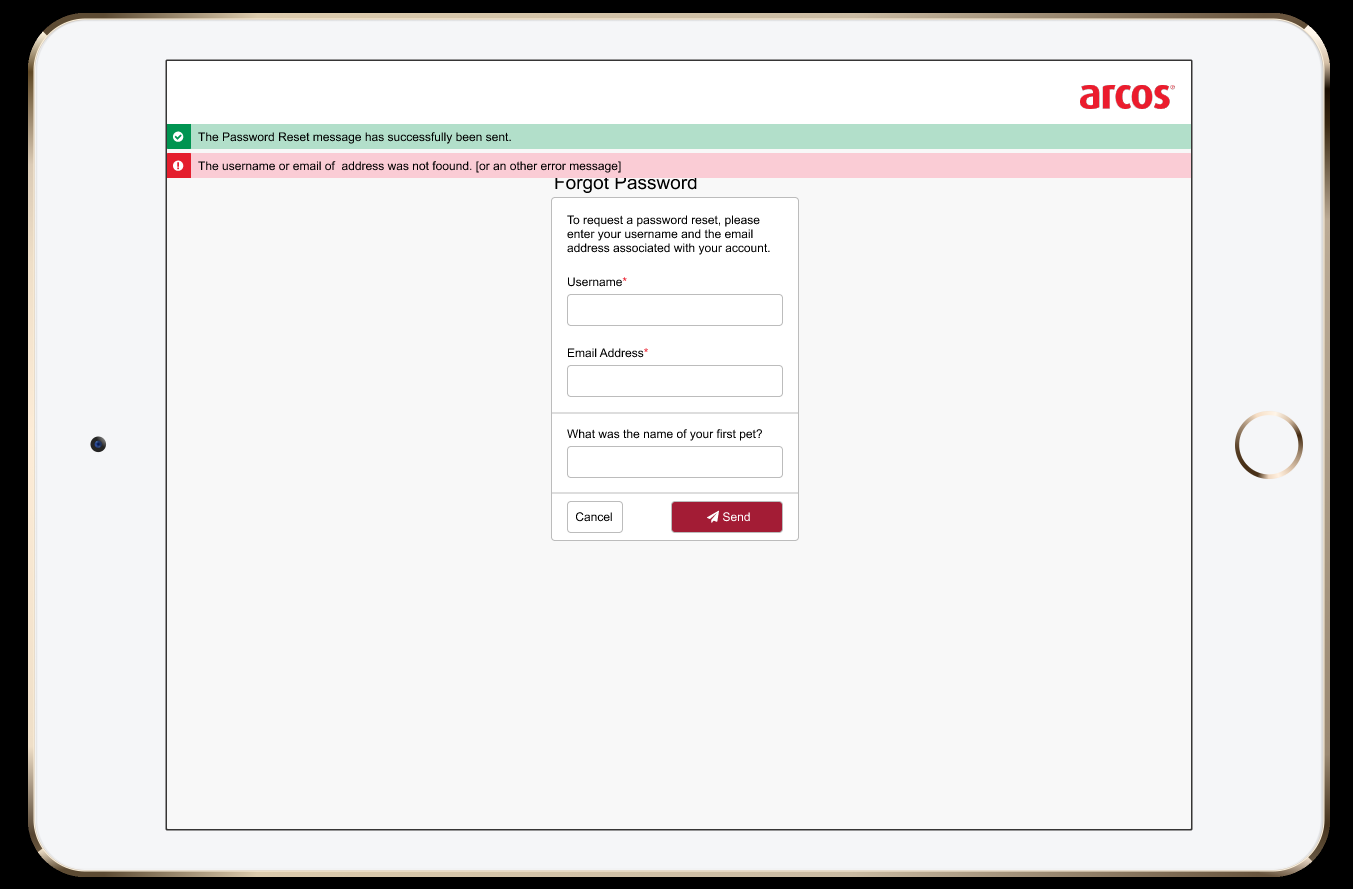 arcos®
The Password Reset message has successfully been sent.
The username or email of  address was not foound. [or an other error message]
Forgot Password
To request a password reset, please
enter your username and the email
address associated with your account.
Username*
Email Address*
What was the name of your first pet?
Cancel
Send